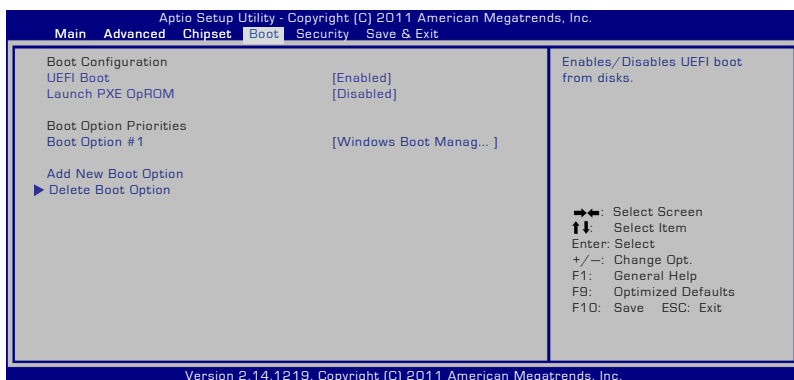 Aptio Setup Utility - Copyright (C) 2011 American Megatrends, Inc.
Main Advanced Chipset Boot Security Save & Exit
Boot Configuration
UEFI Boot [Enabled]
Launch PXE OpROM [Disabled]
Boot Option Priorities
Boot Option #1 [Windows Boot Manag... ]
Add New Boot Option
Delete Boot Option
Enables/Disables UEFI boot
from disks.
→←: Select Screen
↑↓: Select Item
Enter: Select
+/—: Change Opt.
F1: General Help
F9: Optimized Defaults
F10: Save ESC: Exit
Version 2.14.1219. Copyright (C) 2011 American Megatrends, Inc.